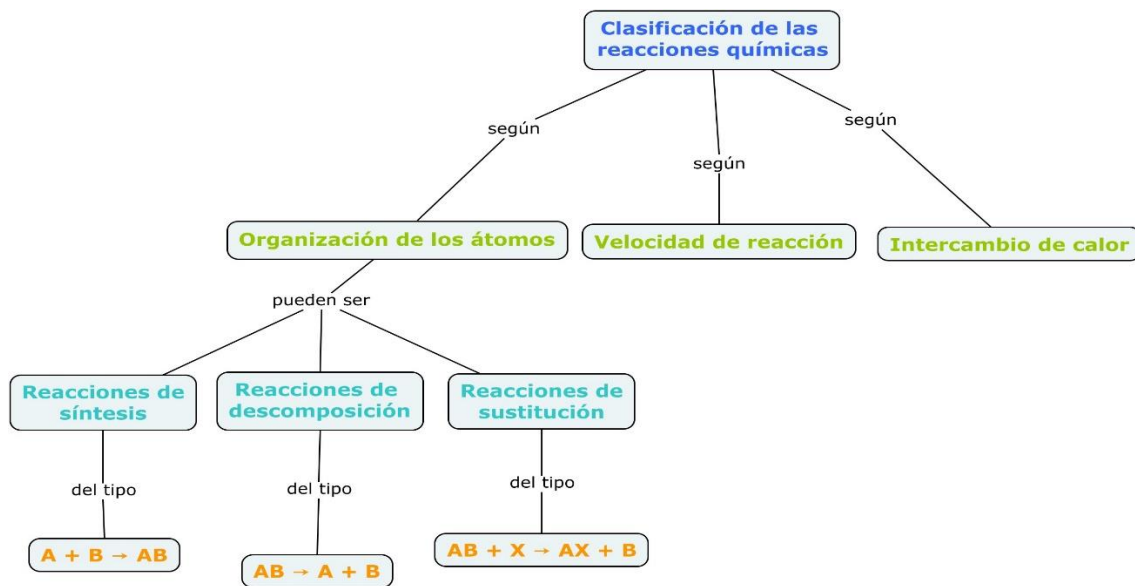 Clasificación de las
reacciones químicas
según
según
según
Organización de los átomos
Velocidad de reacción
Intercambio de calor
pueden ser
Reacciones de
síntesis
Reacciones de
descomposición
Reacciones de
sustitución
del tipo
del tipo
del tipo
A + B → AB
AB → A + B
AB + X → AX + B